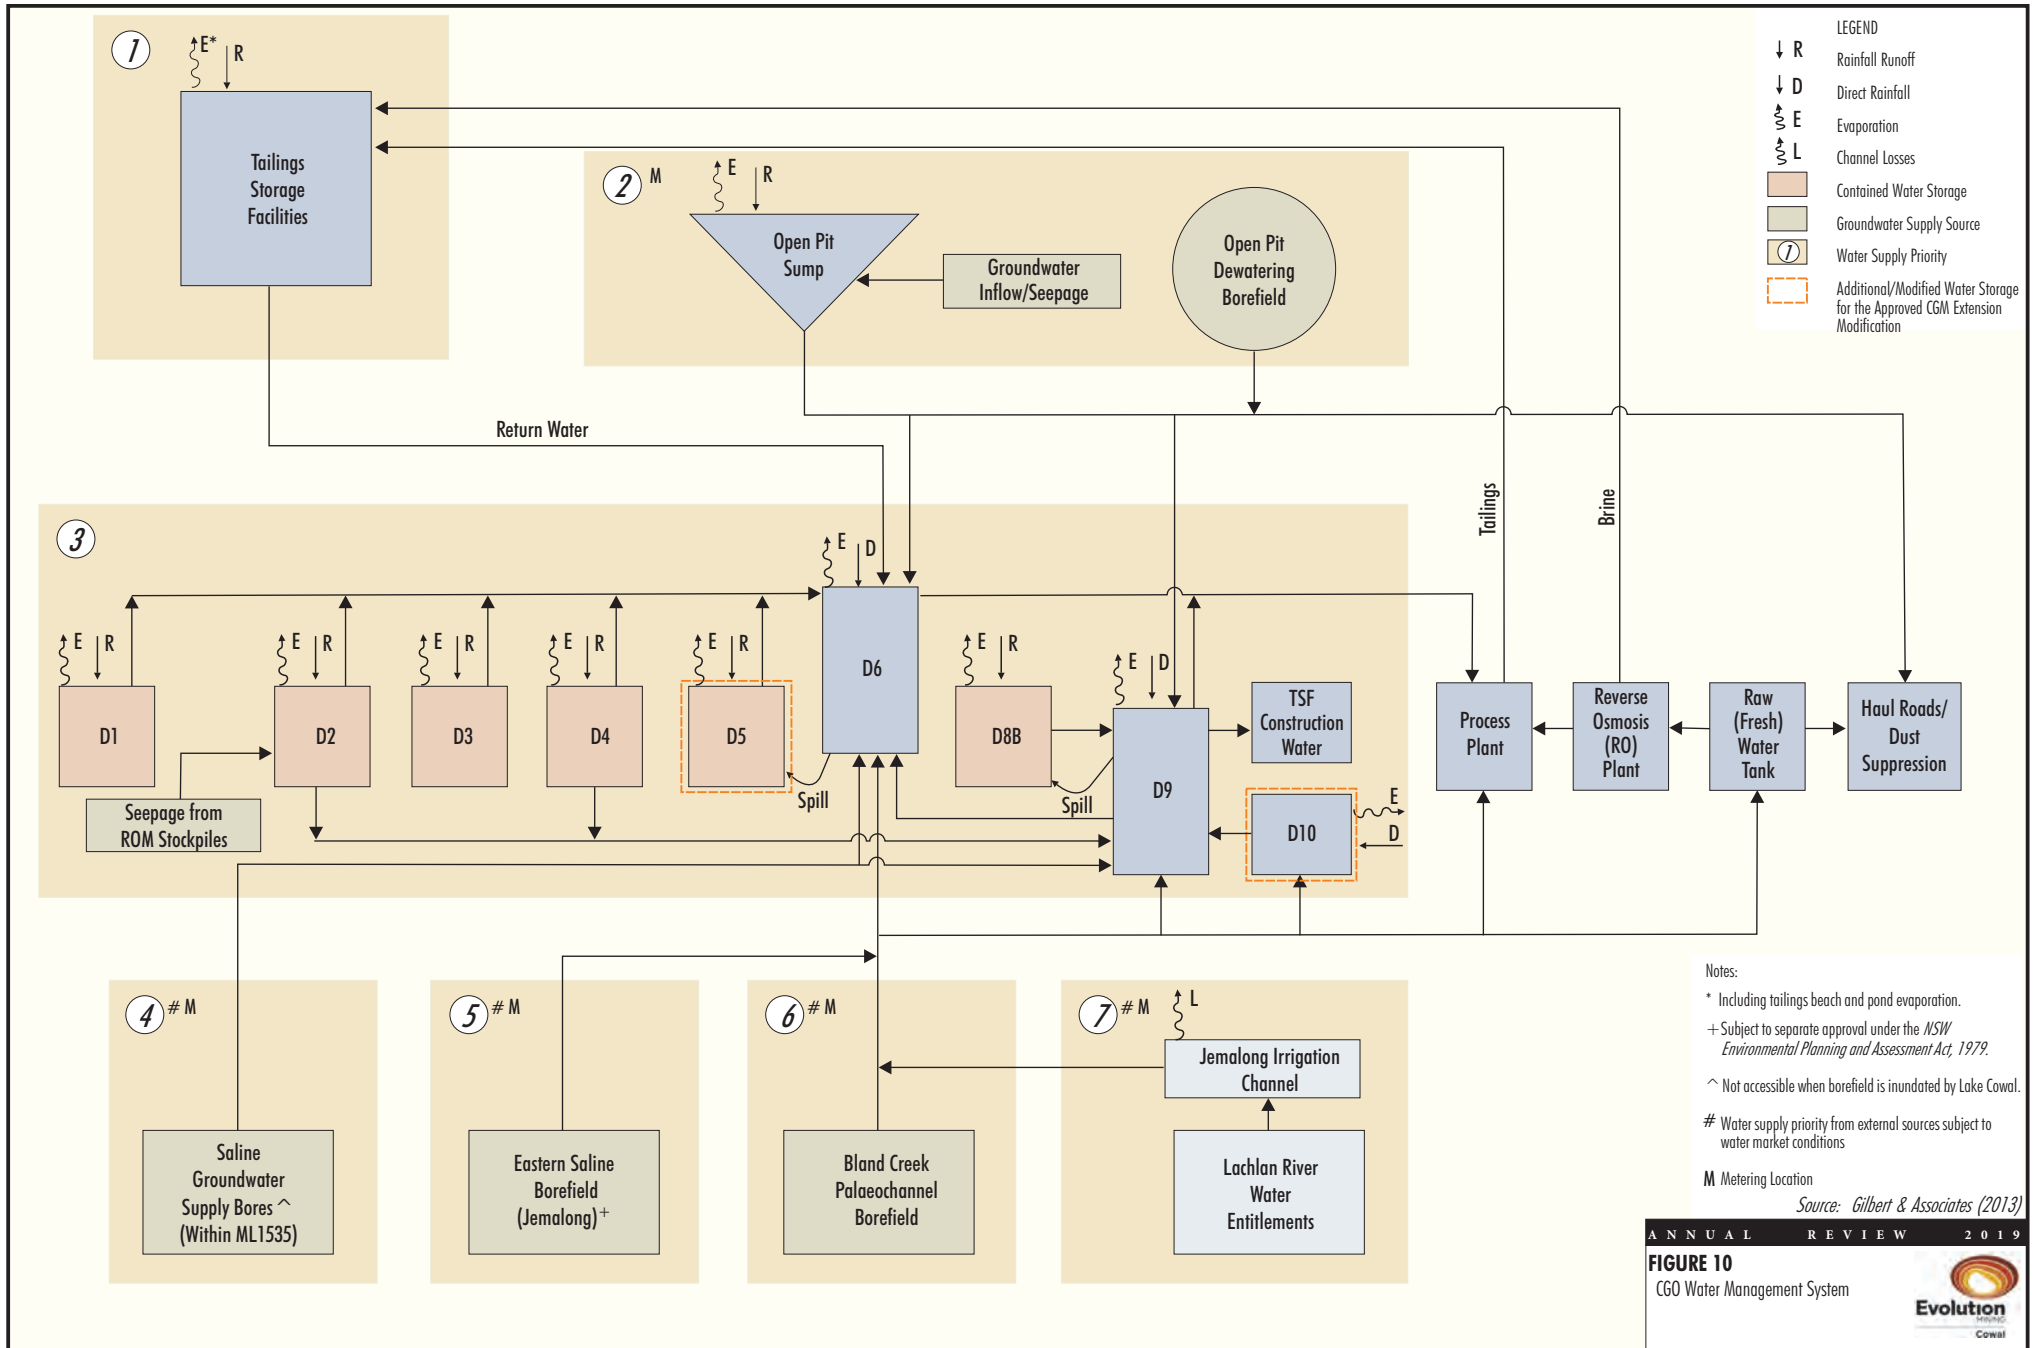 1
E*
R
Tailings
Storage
Facilities
2
M
E
R
Open Pit
Sump
Groundwater
Inflow/Seepage
Open Pit
Dewatering
Borefield
LEGEND
R
Rainfall Runoff
D
Direct Rainfall
E
Evaporation
L
Channel Losses
Contained Water Storage
Groundwater Supply Source
1
Water Supply Priority
Additional/Modified Water Storage
for the Approved CGM Extension
Modification
Return Water
Tailings
Brine
3
E
D
E
R
E
R
E
R
E
R
E
R
E
R
E
D
D1
D2
D3
D4
D5
D6
D8B
D9
TSF
Construction
Water
D10
E
D
Spill
Spill
Seepage from
ROM Stockpiles
Process
Plant
Reverse
Osmosis
(RO)
Plant
Raw
(Fresh)
Water
Tank
Haul Roads/
Dust
Suppression
4
# M
Saline
Groundwater
Supply Bores ^
(Within ML1535)
5
# M
Eastern Saline
Borefield
(Jemalong)+
6
# M
Bland Creek
Palaeochannel
Borefield
7
# M
L
Jemalong Irrigation
Channel
Lachlan River
Water
Entitlements
Notes:
* Including tailings beach and pond evaporation.
+ Subject to separate approval under the NSW
Environmental Planning and Assessment Act, 1979.
^ Not accessible when borefield is inundated by Lake Cowal.
# Water supply priority from external sources subject to
water market conditions
M Metering Location
Source: Gilbert & Associates (2013)
ANNUAL REVIEW 2019
FIGURE 10
CGO Water Management System
Evolution
MINING
Cowal